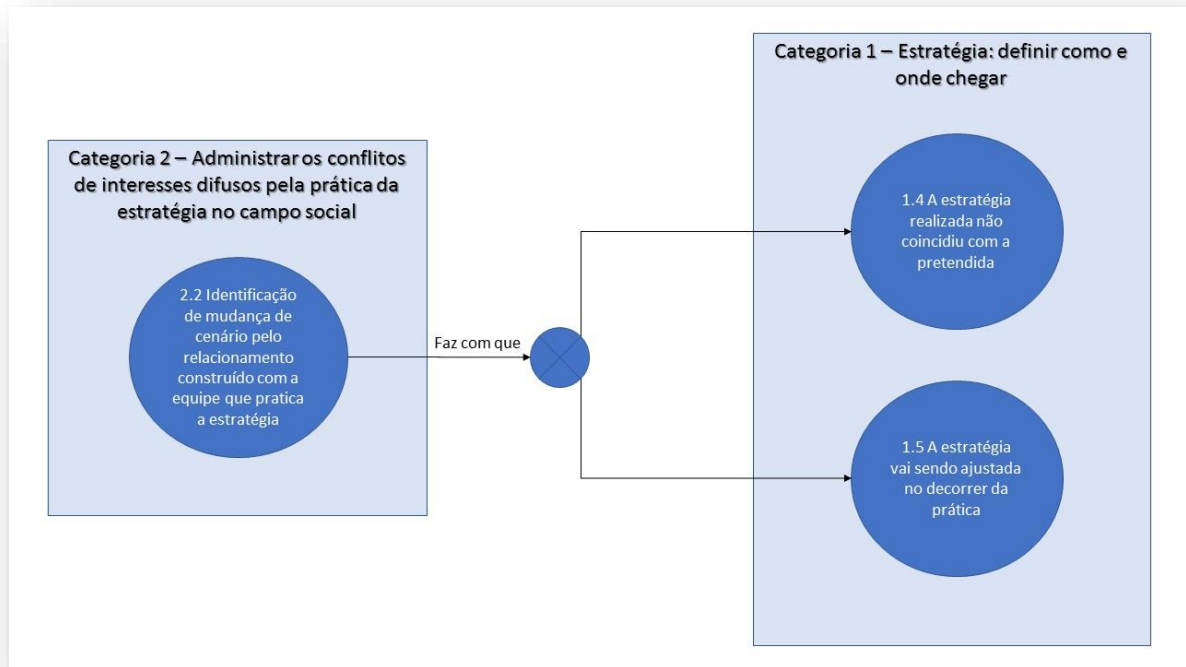 Categoria 2 – Administrar os conflitos
de interesses difusos pela prática da
estratégia no campo social
2.2 Identificação
de mudança de
cenário pelo
relacionamento
construído com a
equipe que pratica
a estratégia
Faz com que
Categoria 1 – Estratégia: definir como e
onde chegar
1.4 A estratégia
realizada não
coincidiu com a
pretendida
1.5 A estratégia
vai sendo ajustada
no decorrer da
prática